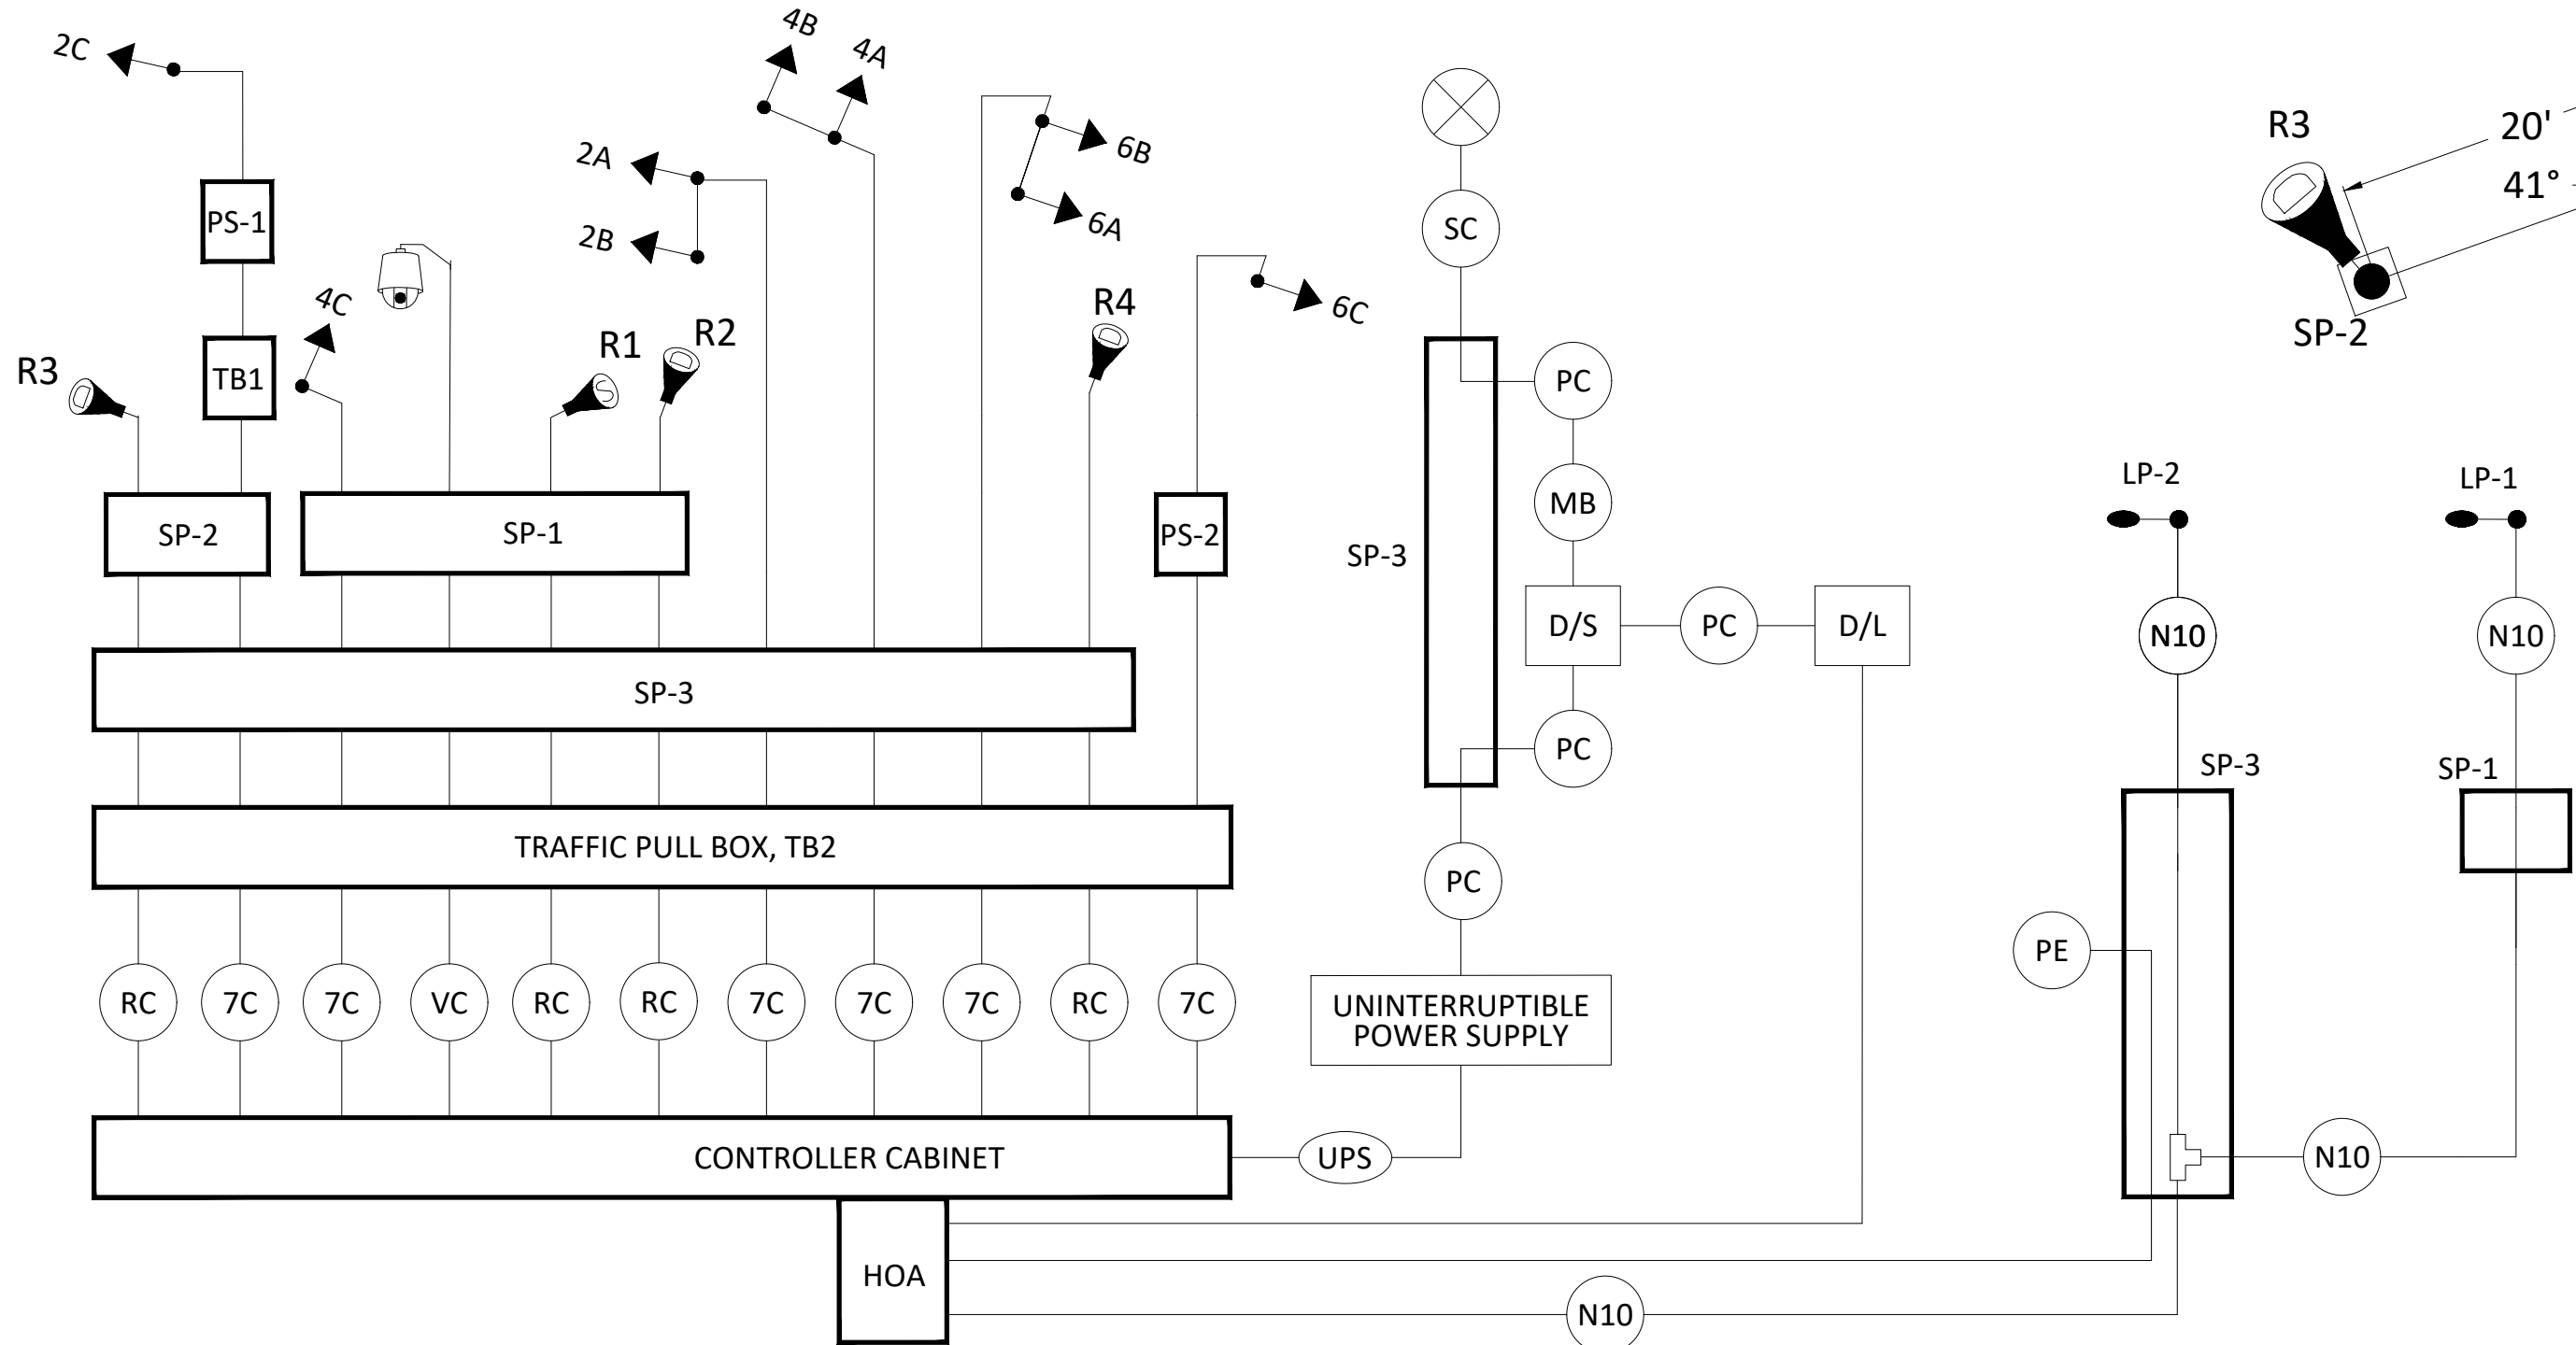 2C
4B
4A
2A
2B
6B
6A
6C
PS-1
TB1
4C
R3
R1
R2
R4
SP-2
SP-1
PS-2
SP-3
TRAFFIC PULL BOX, TB2
RC
7C
7C
VC
RC
RC
7C
7C
7C
RC
7C
CONTROLLER CABINET
HOA
UPS
UNINTERRUPTIBLE
POWER SUPPLY
PC
SC
SP-3
PC
MB
D/S
PC
D/L
PC
R3
20'
41°
SP-2
LP-2
LP-1
N10
N10
SP-3
SP-1
PE
N10
N10